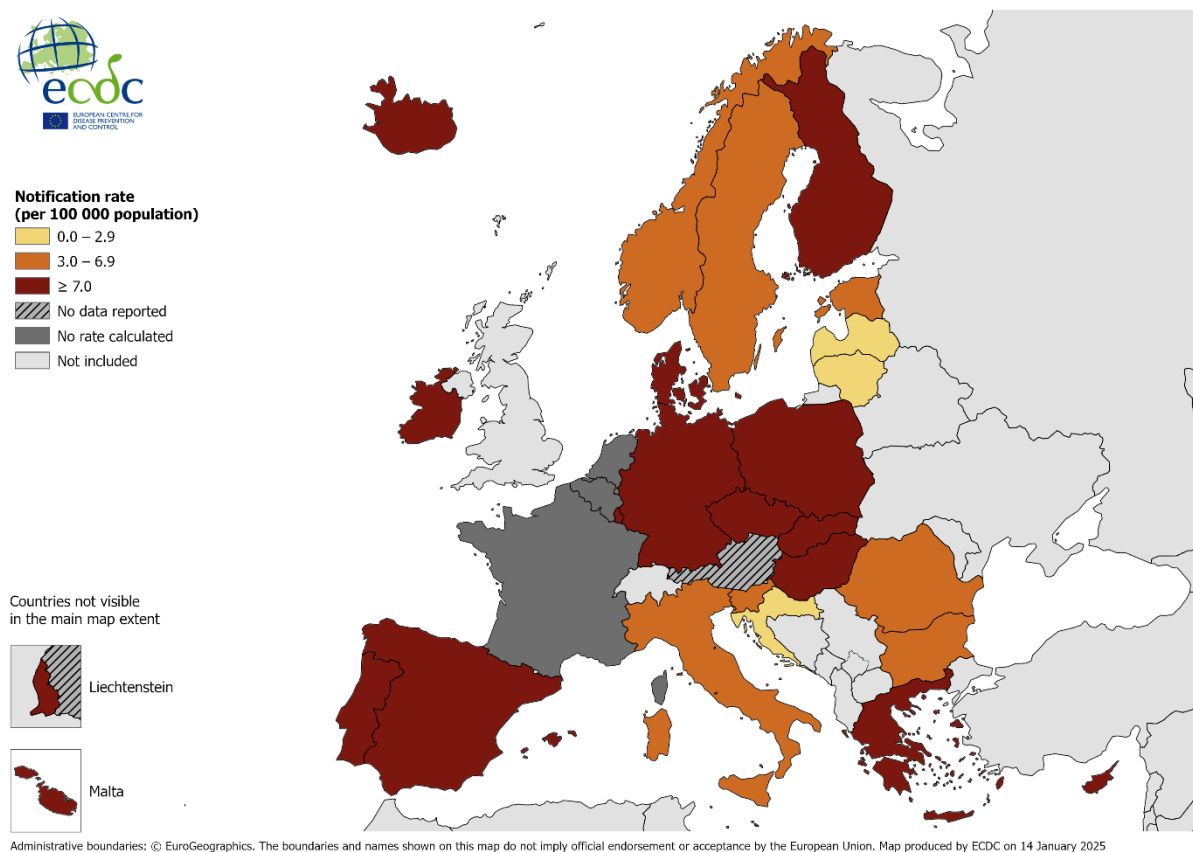 ecdc
EUROPEAN CENTRE FOR
DISEASE PREVENTION
AND CONTROL
Notification rate
(per 100 000 population)
0.0 – 2.9
3.0 – 6.9
≥ 7.0
No data reported
No rate calculated
Not included
Countries not visible
in the main map extent
Liechtenstein
Malta
Administrative boundaries: © EuroGeographics. The boundaries and names shown on this map do not imply official endorsement or acceptance by the European Union. Map produced by ECDC on 14 January 2025